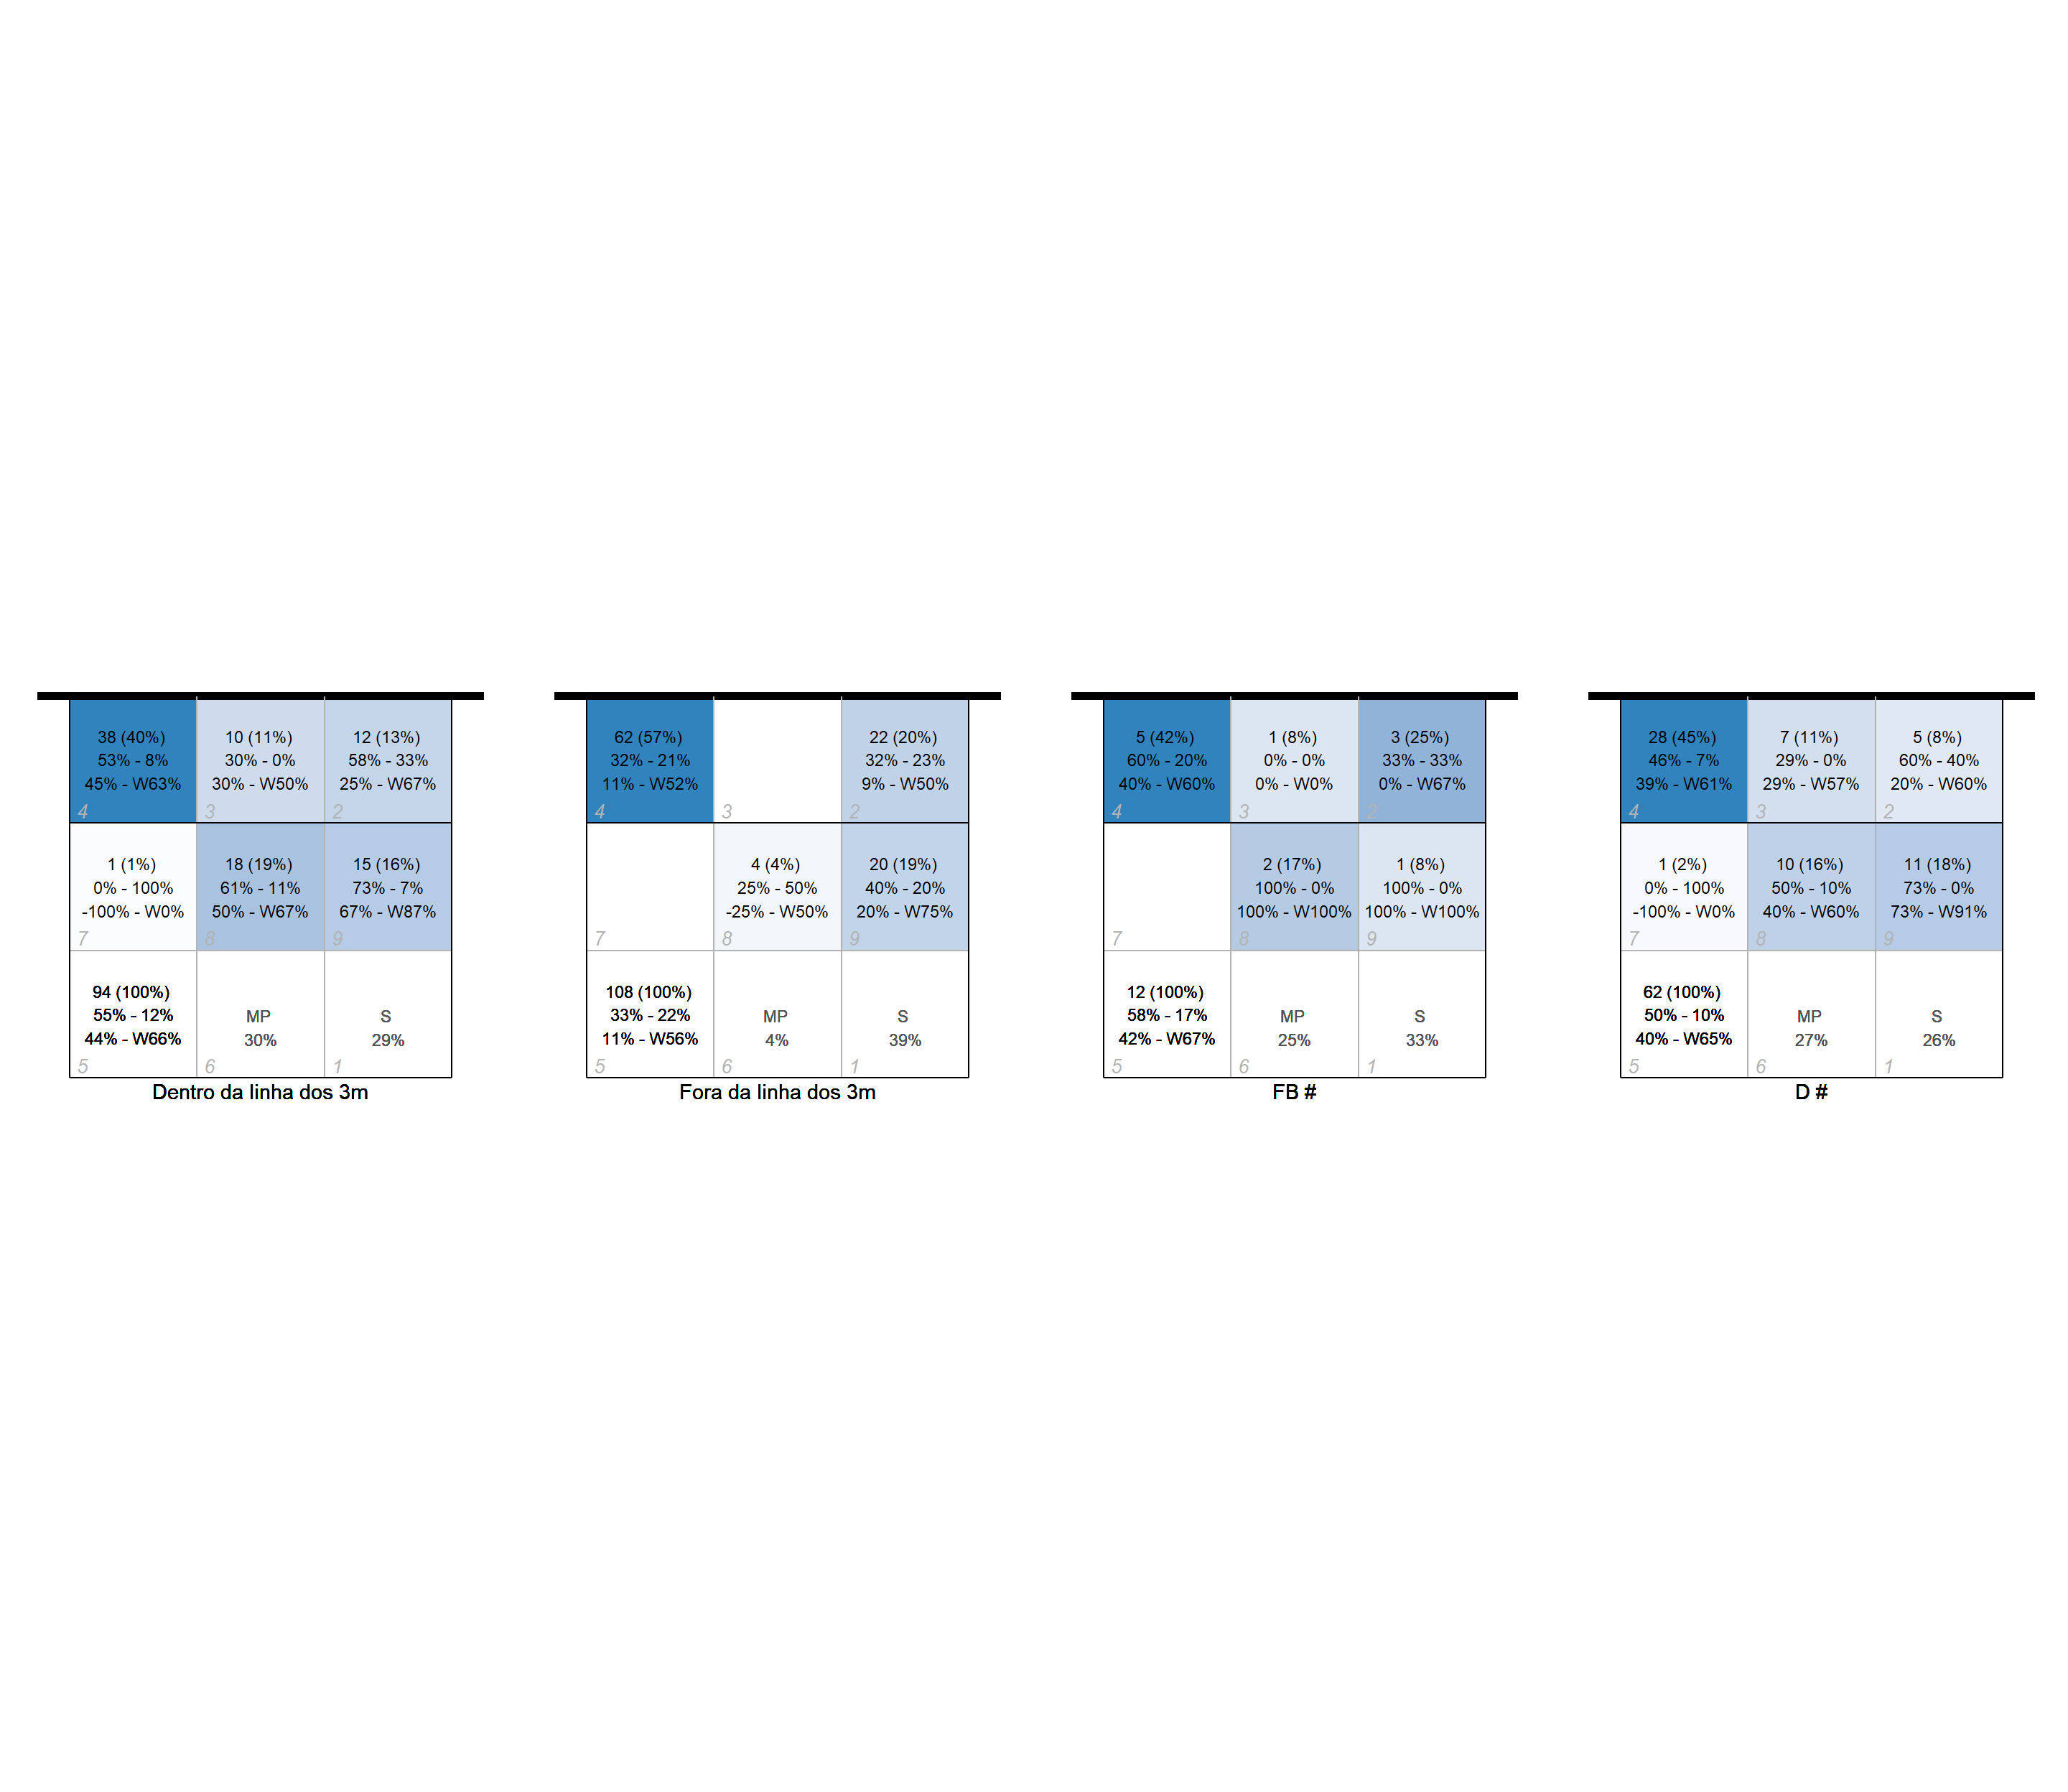 38 (40%)
53% - 8%
45% - W63%
4
10 (11%)
30% - 0%
30% - W50%
3
12 (13%)
58% - 33%
25% - W67%
2
1 (1%)
0% - 100%
-100% - W0%
7
18 (19%)
61% - 11%
50% - W67%
8
15 (16%)
73% - 7%
67% - W87%
9
94 (100%)
55% - 12%
44% - W66%
5
MP
30%
6
S
29%
1
Dentro da linha dos 3m
62 (57%)
32% - 21%
11% - W52%
4
3
22 (20%)
32% - 23%
9% - W50%
2
7
4 (4%)
25% - 50%
-25% - W50%
8
20 (19%)
40% - 20%
20% - W75%
9
108 (100%)
33% - 22%
11% - W56%
5
MP
4%
6
S
39%
1
Fora da linha dos 3m
5 (42%)
60% - 20%
40% - W60%
4
1 (8%)
0% - 0%
0% - W0%
3
3 (25%)
33% - 33%
0% - W67%
2
7
2 (17%)
100% - 0%
100% - W100%
8
1 (8%)
100% - 0%
100% - W100%
9
12 (100%)
58% - 17%
42% - W67%
5
MP
25%
6
S
33%
1
FB #
28 (45%)
46% - 7%
39% - W61%
4
7 (11%)
29% - 0%
29% - W57%
3
5 (8%)
60% - 40%
20% - W60%
2
1 (2%)
0% - 100%
-100% - W0%
7
10 (16%)
50% - 10%
40% - W60%
8
11 (18%)
73% - 0%
73% - W91%
9
62 (100%)
50% - 10%
40% - W65%
5
MP
27%
6
S
26%
1
D #